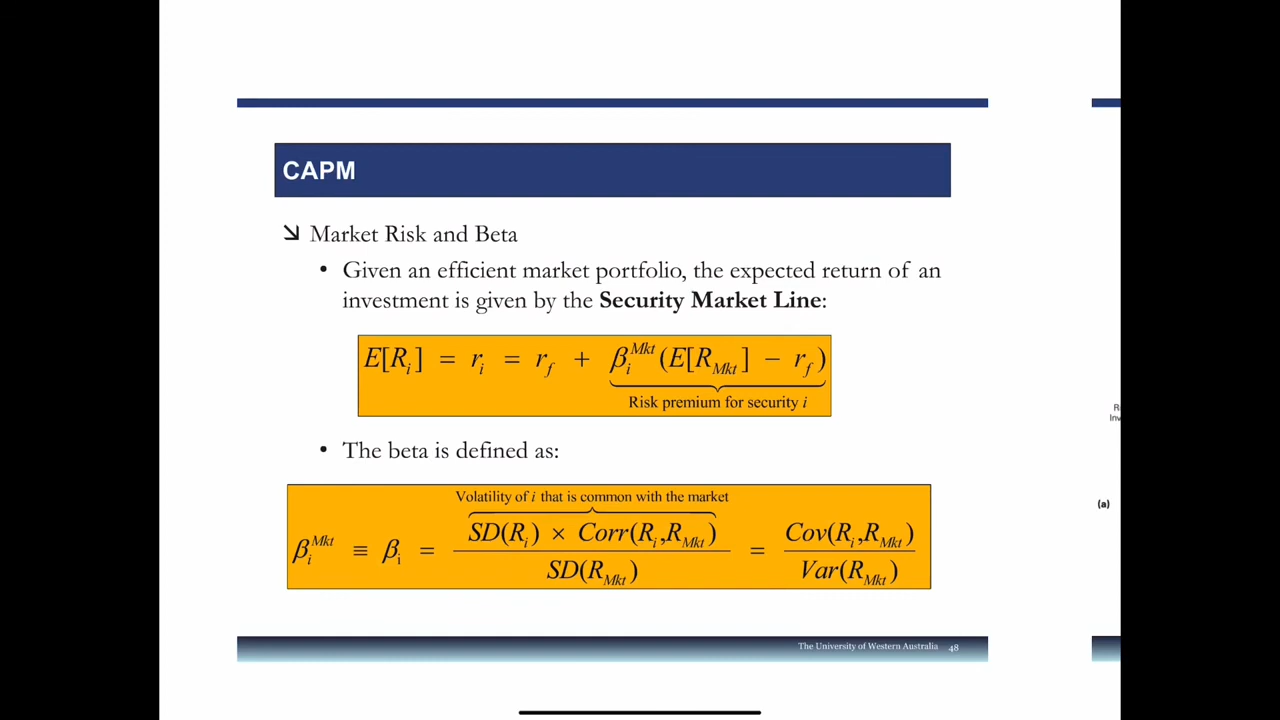 CAPM
➘ Market Risk and Beta
• Given an efficient market portfolio, the expected return of an
investment is given by the Security Market Line:
E[R_i] = r_i = r_f + β_i^Mkt (E[R_Mkt] − r_f)
Risk premium for security i
• The beta is defined as:
Volatility of i that is common with the market
β_i^Mkt ≡ β_i = SD(R_i) × Corr(R_i,R_Mkt) / SD(R_Mkt) = Cov(R_i,R_Mkt) / Var(R_Mkt)
The University of Western Australia 48
(a)